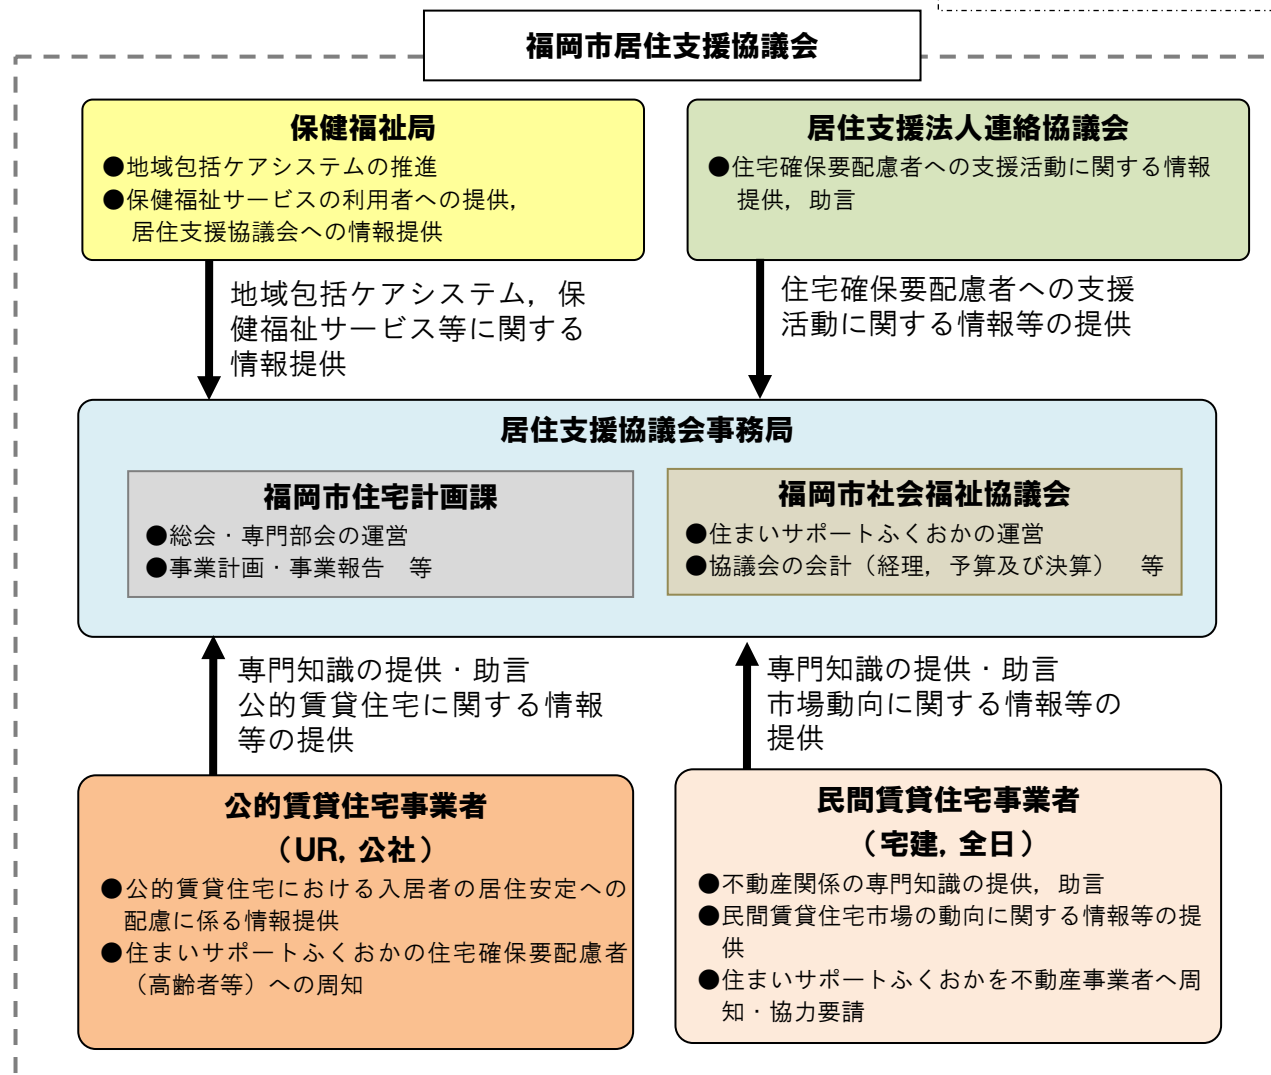 福岡市居住支援協議会
保健福祉局
●地域包括ケアシステムの推進
●保健福祉サービスの利用者への提供，
居住支援協議会への情報提供
居住支援法人連絡協議会
●住宅確保要配慮者への支援活動に関する情報
提供，助言
地域包括ケアシステム，保
健福祉サービス等に関する
情報提供
住宅確保要配慮者への支援
活動に関する情報等の提供
居住支援協議会事務局
福岡市住宅計画課
●総会・専門部会の運営
●事業計画・事業報告　等
福岡市社会福祉協議会
●住まいサポートふくおかの運営
●協議会の会計（経理，予算及び決算）　等
専門知識の提供・助言
公的賃貸住宅に関する情報
等の提供
専門知識の提供・助言
市場動向に関する情報等の
提供
公的賃貸住宅事業者
（UR，公社）
●公的賃貸住宅における入居者の居住安定への
配慮に係る情報提供
●住まいサポートふくおかの住宅確保要配慮者
（高齢者等）への周知
民間賃貸住宅事業者
（宅建，全日）
●不動産関係の専門知識の提供，助言
●民間賃貸住宅市場の動向に関する情報等の提
供
●住まいサポートふくおかを不動産事業者へ周
知・協力要請